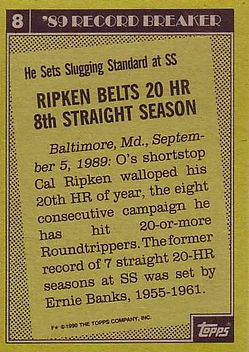 8 '89 RECORD BREAKER
He Sets Slugging Standard at SS
RIPKEN BELTS 20 HR
8th STRAIGHT SEASON
Baltimore, Md., Septem-
ber 5, 1989: O's shortstop
Cal Ripken walloped his
20th HR of year, the eight
consecutive campaign he
has hit 20-or-more
Roundtrippers. The former
record of 7 straight 20-HR
seasons at SS was set by
Ernie Banks, 1955-1961.
F* © 1990 THE TOPPS COMPANY, INC.
topps